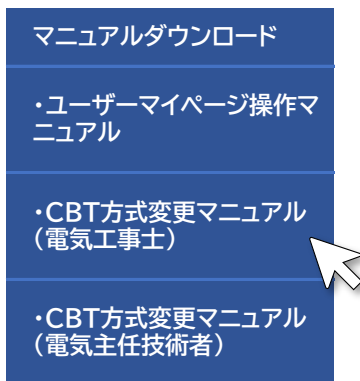 マニュアルダウンロード
・ユーザーマイページ操作マ
ニュアル
・CBT方式変更マニュアル
（電気工事士）
・CBT方式変更マニュアル
（電気主任技術者）